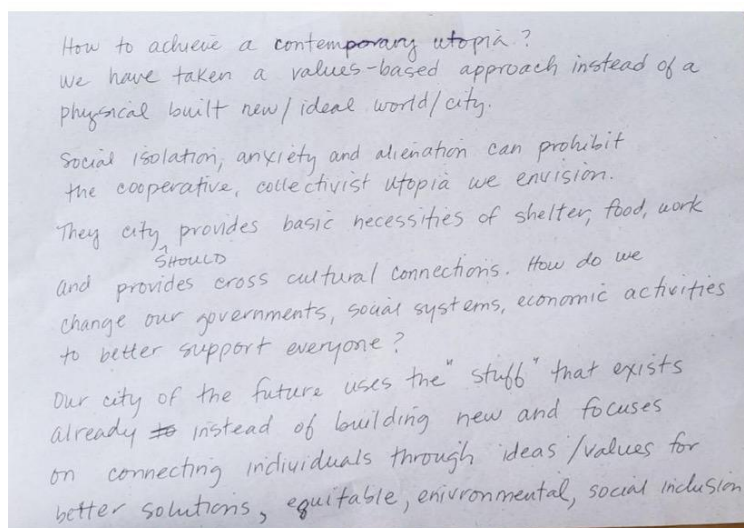 How to achieve a contemporary utopia?
We have taken a values-based approach instead of a
physical built new/ideal world/city.
Social isolation, anxiety and alienation can prohibit
the cooperative, collectivist utopia we envision.
They city provides basic necessities of shelter, food, work
SHOULD
and provides cross cultural connections. How do we
change our governments, social systems, economic activities
to better support everyone?
Our city of the future uses the "stuff" that exists
already to instead of building new and focuses
on connecting individuals through ideas/values for
better solutions, equitable, enivronmental, social inclusion